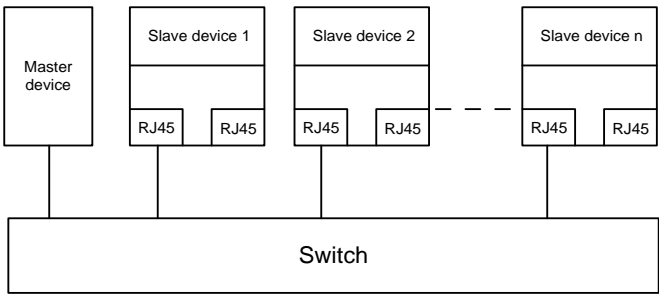 Master
device
Slave device 1
Slave device 2
Slave device n
RJ45
RJ45
RJ45
RJ45
RJ45
RJ45
Switch